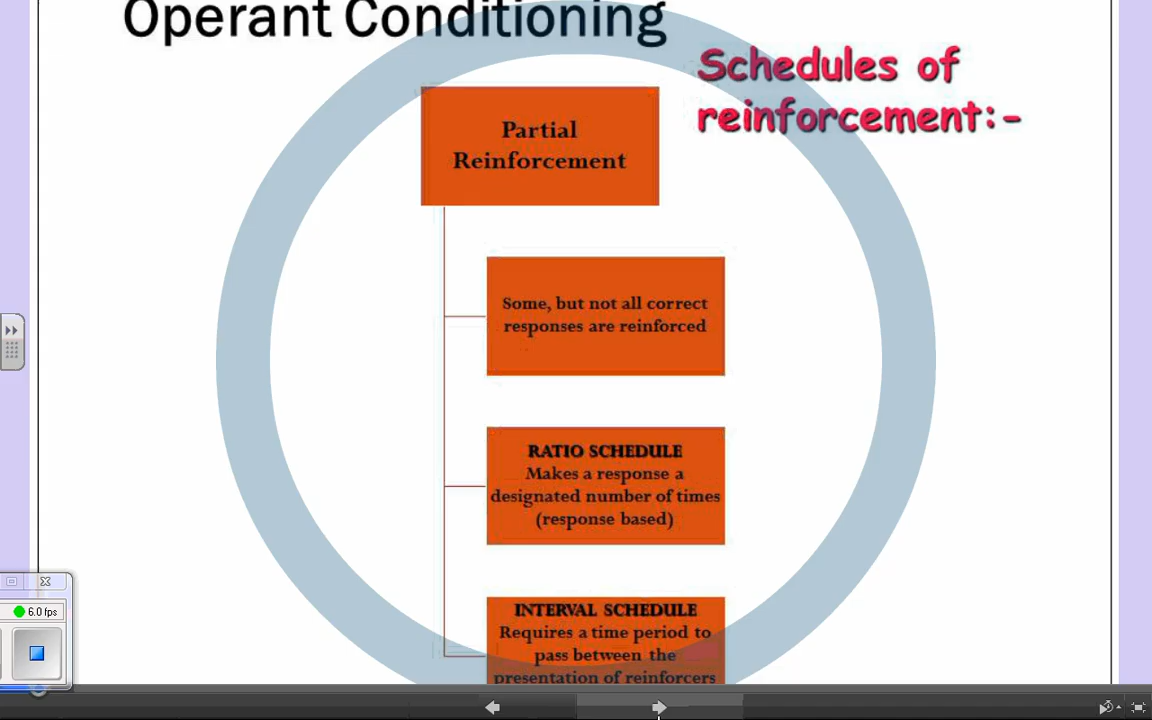 Operant Conditioning
Schedules of
reinforcement:-
Partial
Reinforcement
Some, but not all correct
responses are reinforced
RATIO SCHEDULE
Makes a response a
designated number of times
(response based)
INTERVAL SCHEDULE
Requires a time period to
pass between the
presentation of reinforcers
6.0 fps